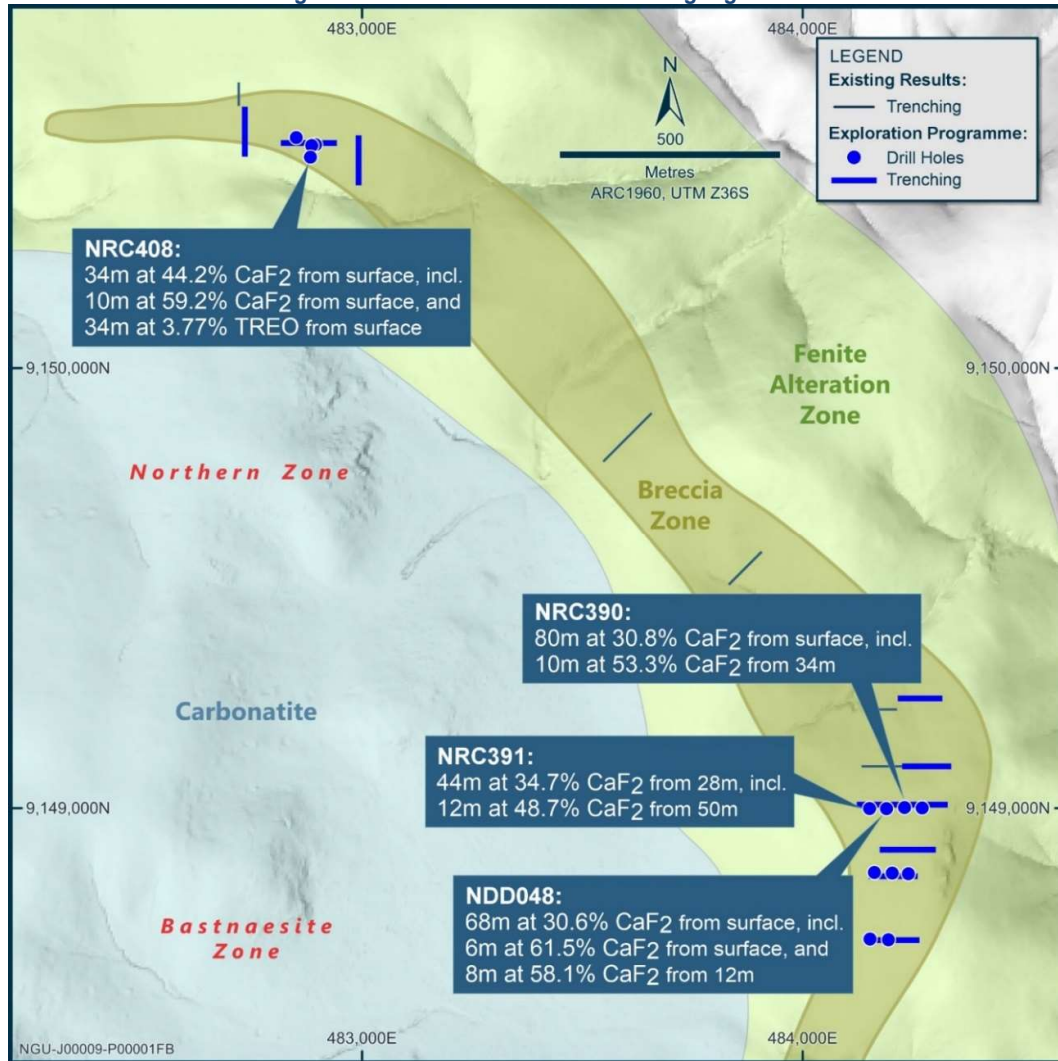 483,000E
484,000E
LEGEND
Existing Results:
Trenching
Exploration Programme:
Drill Holes
Trenching
N
500
Metres
ARC1960, UTM Z36S
NRC408:
34m at 44.2% CaF2 from surface, incl.
10m at 59.2% CaF2 from surface, and
34m at 3.77% TREO from surface
9,150,000N
9,150,000N
Fenite
Alteration
Zone
Northern Zone
Breccia
Zone
NRC390:
80m at 30.8% CaF2 from surface, incl.
10m at 53.3% CaF2 from 34m
Carbonatite
NRC391:
44m at 34.7% CaF2 from 28m, incl.
12m at 48.7% CaF2 from 50m
9,149,000N
9,149,000N
NDD048:
68m at 30.6% CaF2 from surface, incl.
6m at 61.5% CaF2 from surface, and
8m at 58.1% CaF2 from 12m
Bastnaesite
Zone
483,000E
484,000E
NGU-J00009-P00001FB